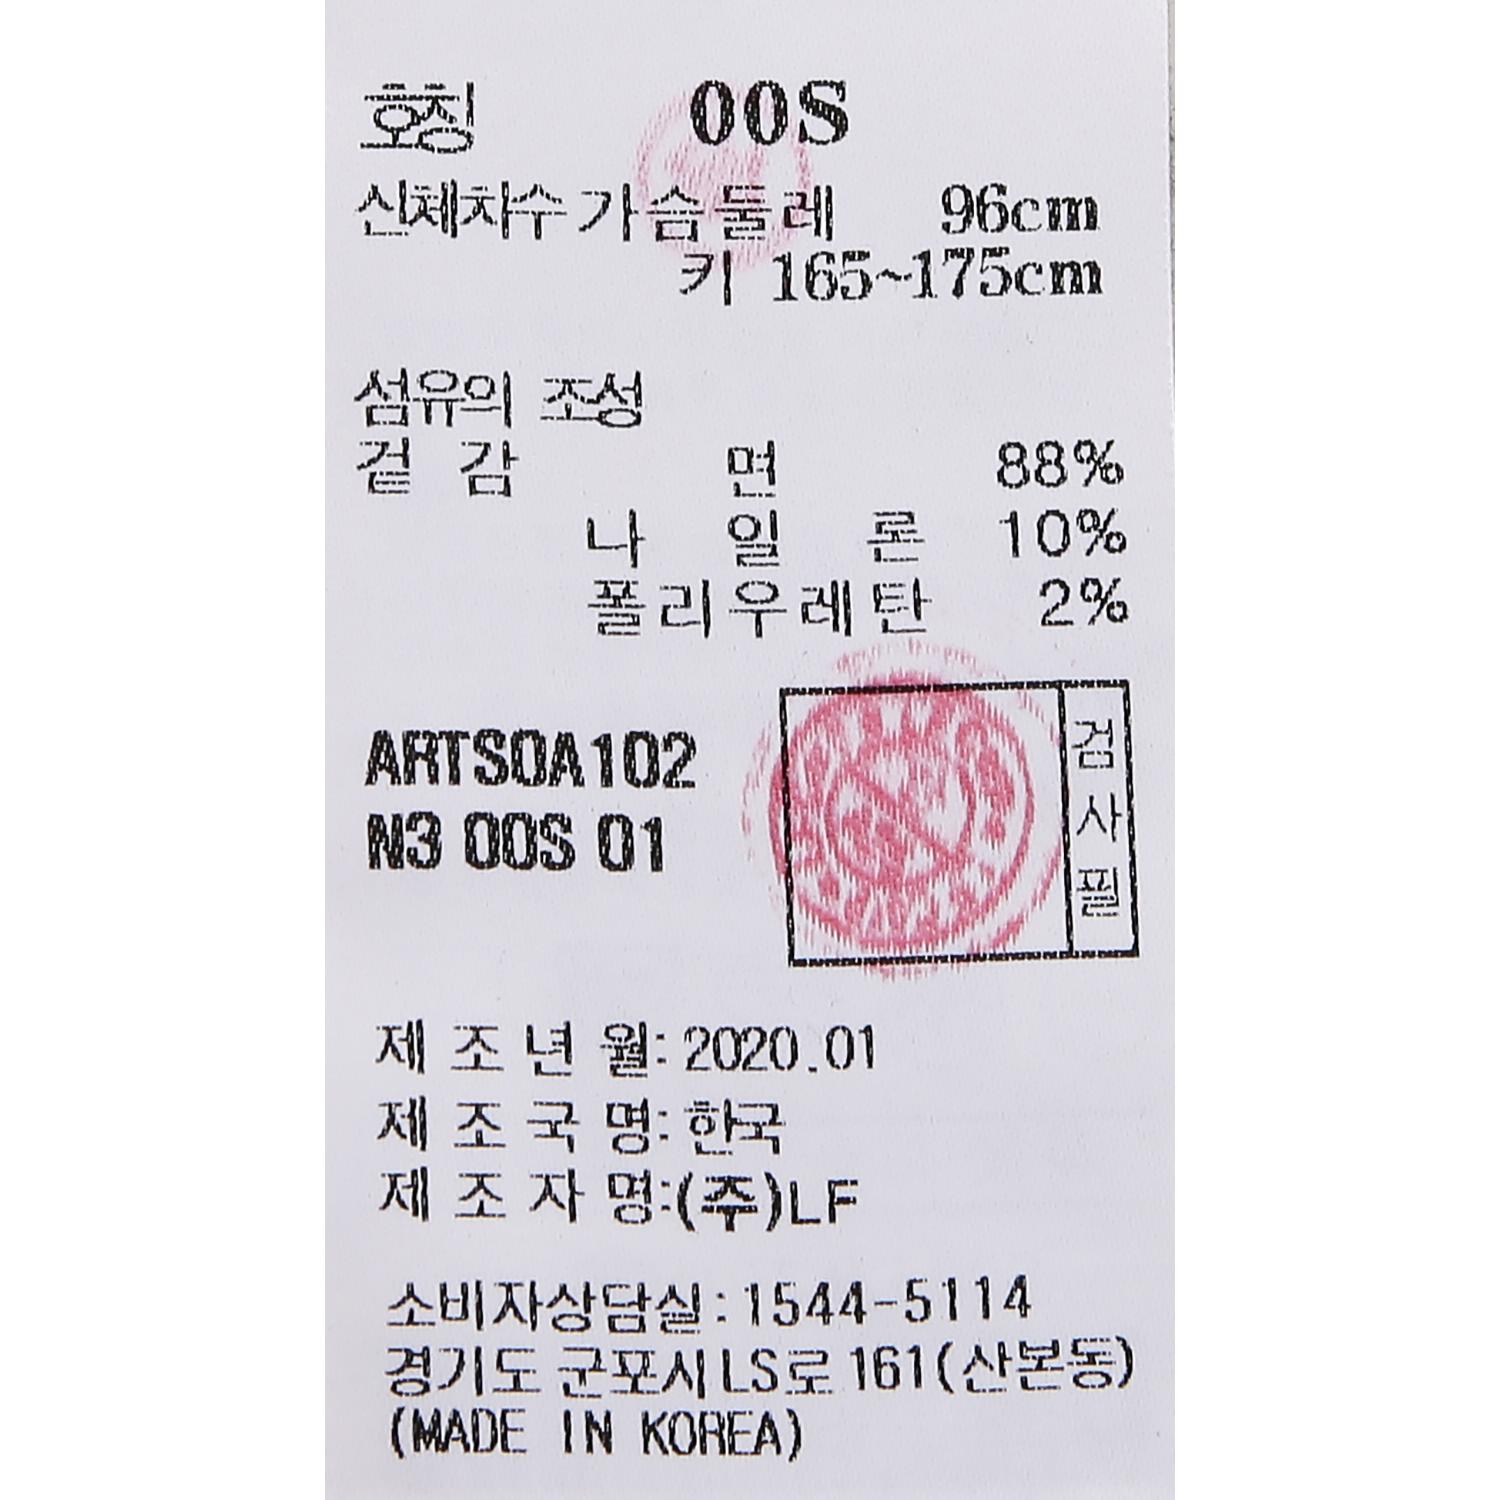 호칭 00S
신체치수 가슴둘레 96cm
키 165~175cm
섬유의 조성
겉 감 면 88%
나 일 론 10%
폴리우레탄 2%
ARTS0A102
N3 00S 01
검사필
제 조 년 월: 2020.01
제 조 국 명: 한국
제 조 자 명:(주)LF
소비자상담실:1544-5114
경기도 군포시 LS로 161(산본동)
(MADE IN KOREA)